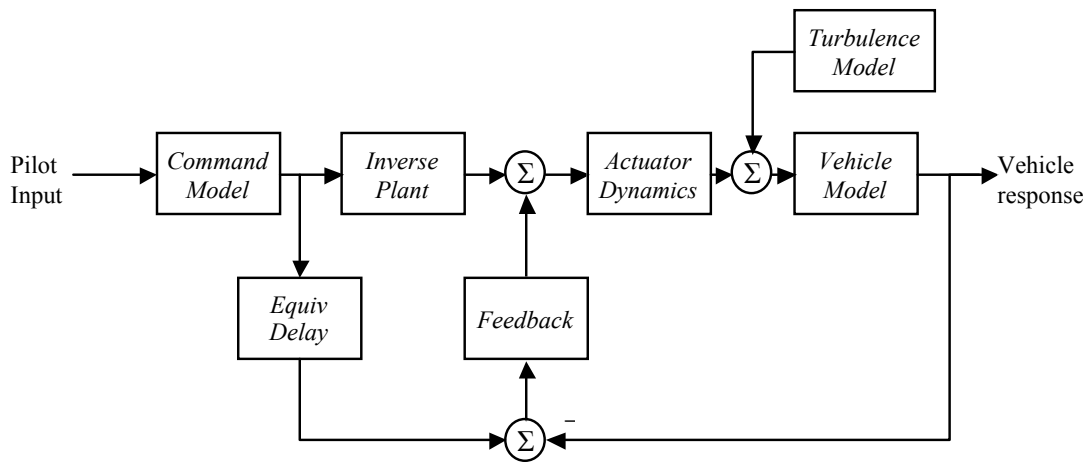 Turbulence
Model
Pilot
Input
Command
Model
Inverse
Plant
Σ
Actuator
Dynamics
Σ
Vehicle
Model
Vehicle
response
Equiv
Delay
Feedback
Σ
−